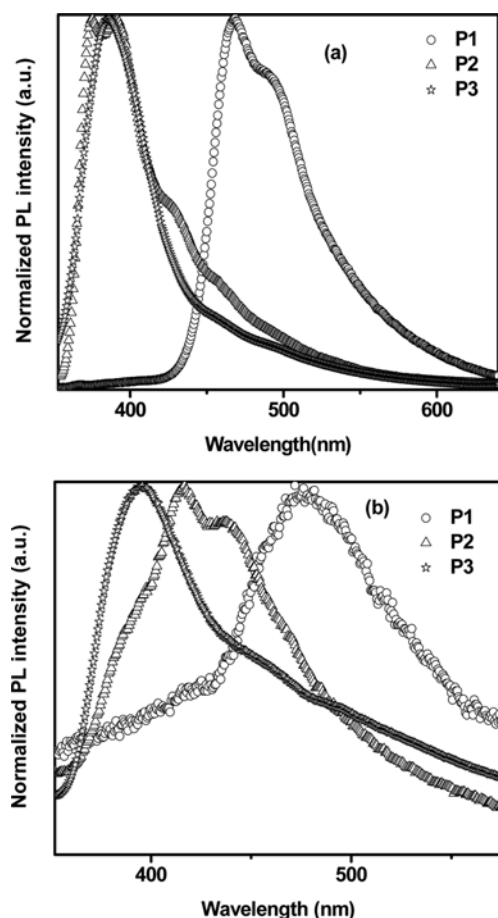 Normalized PL intensity (a.u.)
(a)
P1
P2
P3
400
500
600
Wavelength(nm)
Normalized PL intensity (a.u.)
(b)
P1
P2
P3
400
500
Wavelength (nm)